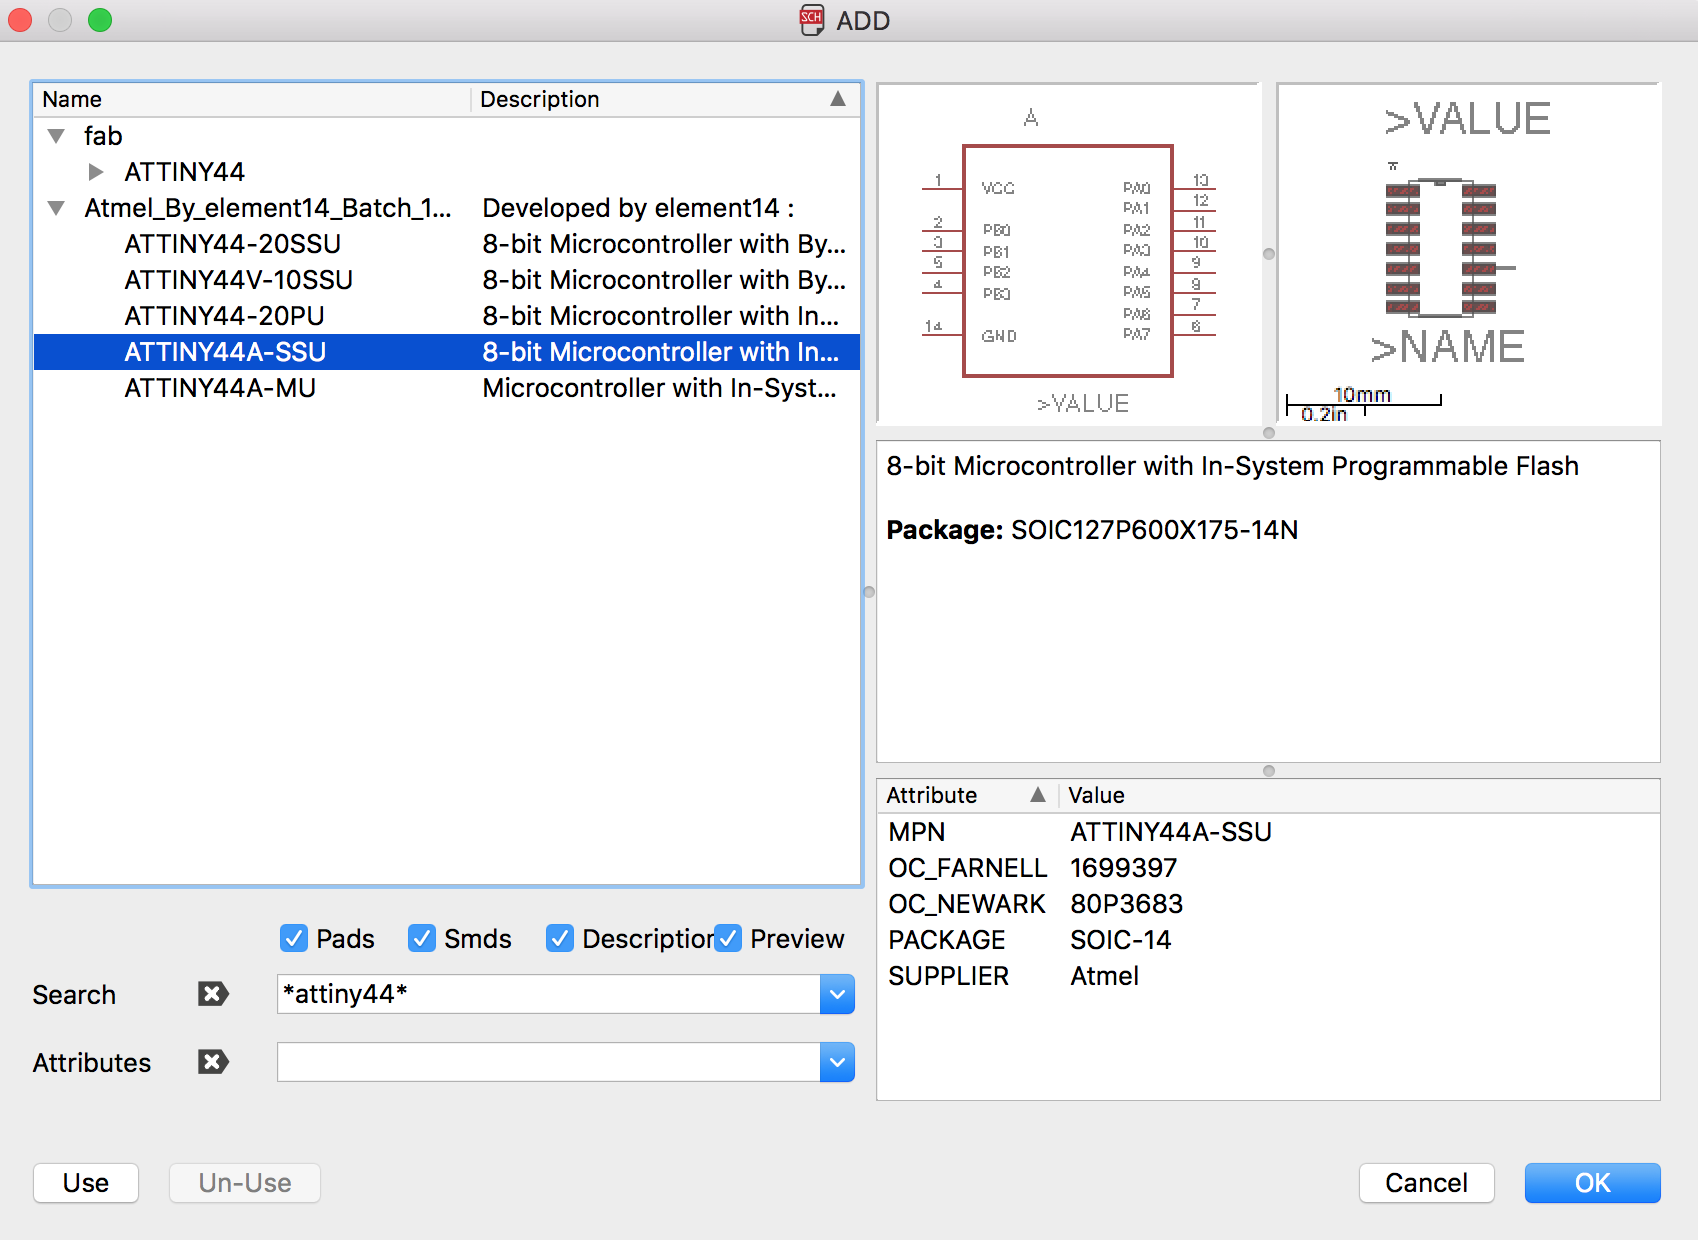 SCH ADD
Name Description
fab
ATTINY44
Atmel_By_element14_Batch_1... Developed by element14 :
ATTINY44-20SSU 8-bit Microcontroller with By...
ATTINY44V-10SSU 8-bit Microcontroller with By...
ATTINY44-20PU 8-bit Microcontroller with In...
ATTINY44A-SSU 8-bit Microcontroller with In...
ATTINY44A-MU Microcontroller with In-Syst...
Pads Smds Description Preview
Search *attiny44*
Attributes
Use Un-Use
A
1 VCC PA0 13
PA1 12
2 PB0 PA2 11
3 PB1 PA3 10
5 PB2 PA4 9
4 PB3 PA5 8
PA6 7
14 GND PA7 6
>VALUE
>VALUE
>NAME
10mm
0.2in
8-bit Microcontroller with In-System Programmable Flash
Package: SOIC127P600X175-14N
Attribute Value
MPN ATTINY44A-SSU
OC_FARNELL 1699397
OC_NEWARK 80P3683
PACKAGE SOIC-14
SUPPLIER Atmel
Cancel OK